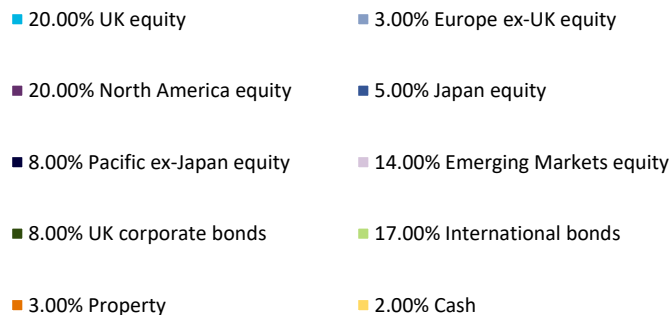 20.00% UK equity
3.00% Europe ex-UK equity
20.00% North America equity
5.00% Japan equity
8.00% Pacific ex-Japan equity
14.00% Emerging Markets equity
8.00% UK corporate bonds
17.00% International bonds
3.00% Property
2.00% Cash